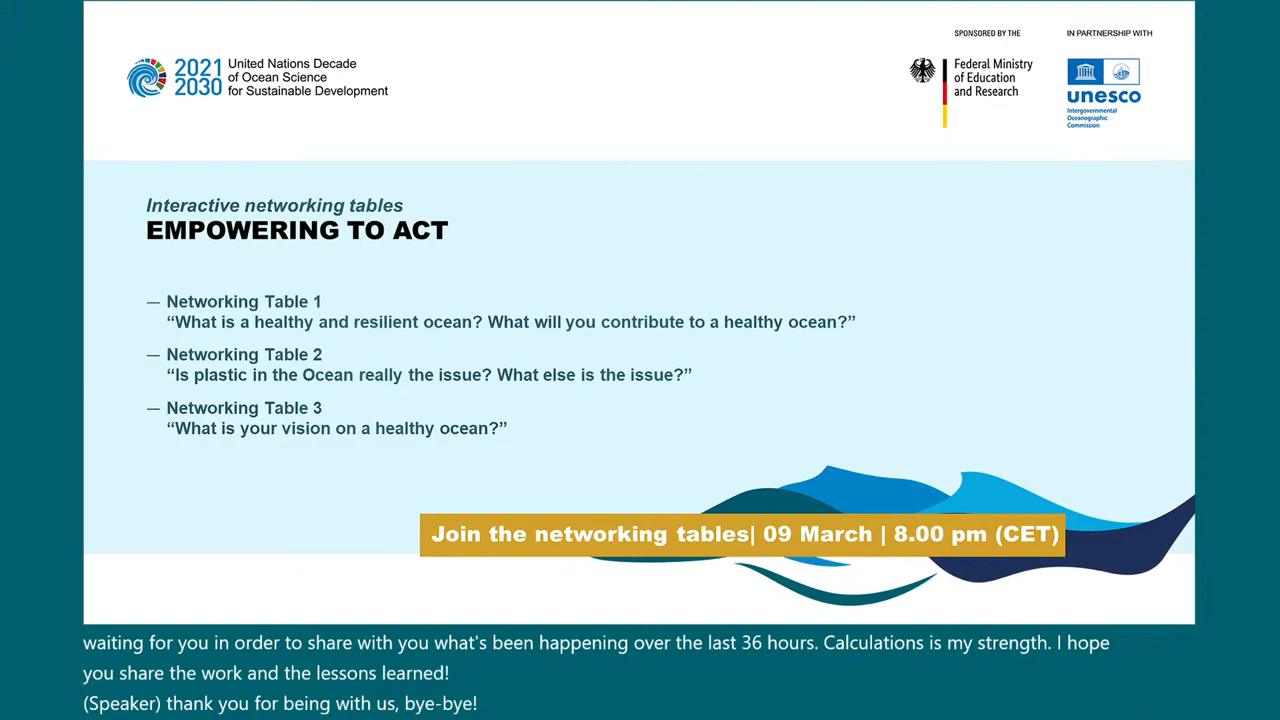 SPONSORED BY THE
IN PARTNERSHIP WITH
2021
2030
United Nations Decade
of Ocean Science
for Sustainable Development
Federal Ministry
of Education
and Research
unesco
Intergovernmental
Oceanographic
Commission
Interactive networking tables
EMPOWERING TO ACT
— Networking Table 1
“What is a healthy and resilient ocean? What will you contribute to a healthy ocean?”
— Networking Table 2
“Is plastic in the Ocean really the issue? What else is the issue?”
— Networking Table 3
“What is your vision on a healthy ocean?”
Join the networking tables| 09 March | 8.00 pm (CET)
waiting for you in order to share with you what's been happening over the last 36 hours. Calculations is my strength. I hope
you share the work and the lessons learned!
(Speaker) thank you for being with us, bye-bye!